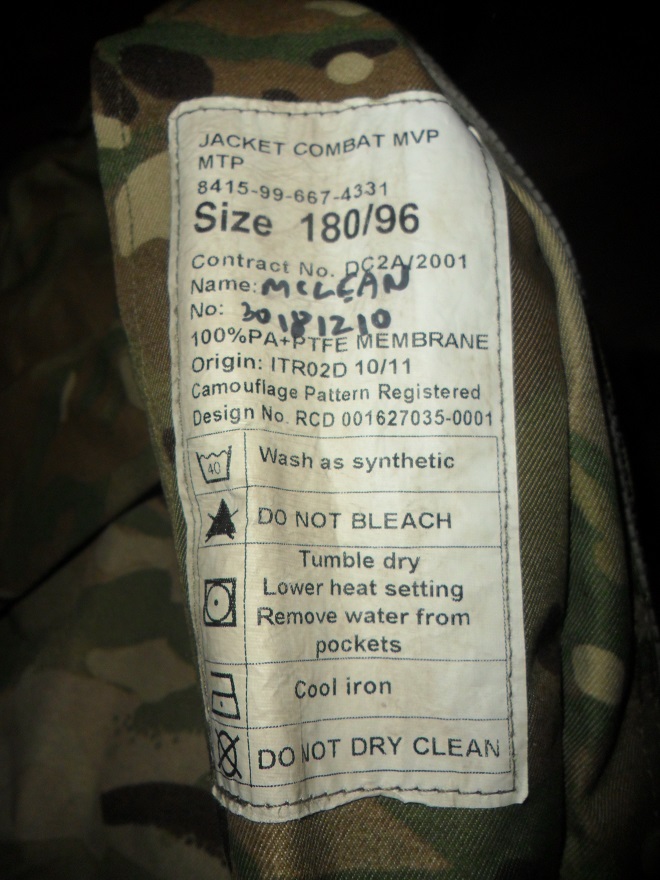 JACKET COMBAT MVP
MTP
8415-99-667-4331
Size 180/96
Contract No. DC2A/2001
Name: MCLEAN
No: 30181210
100%PA+PTFE MEMBRANE
Origin: ITR02D 10/11
Camouflage Pattern Registered
Design No. RCD 001627035-0001
40 Wash as synthetic
DO NOT BLEACH
Tumble dry
Lower heat setting
Remove water from
pockets
Cool iron
DO NOT DRY CLEAN